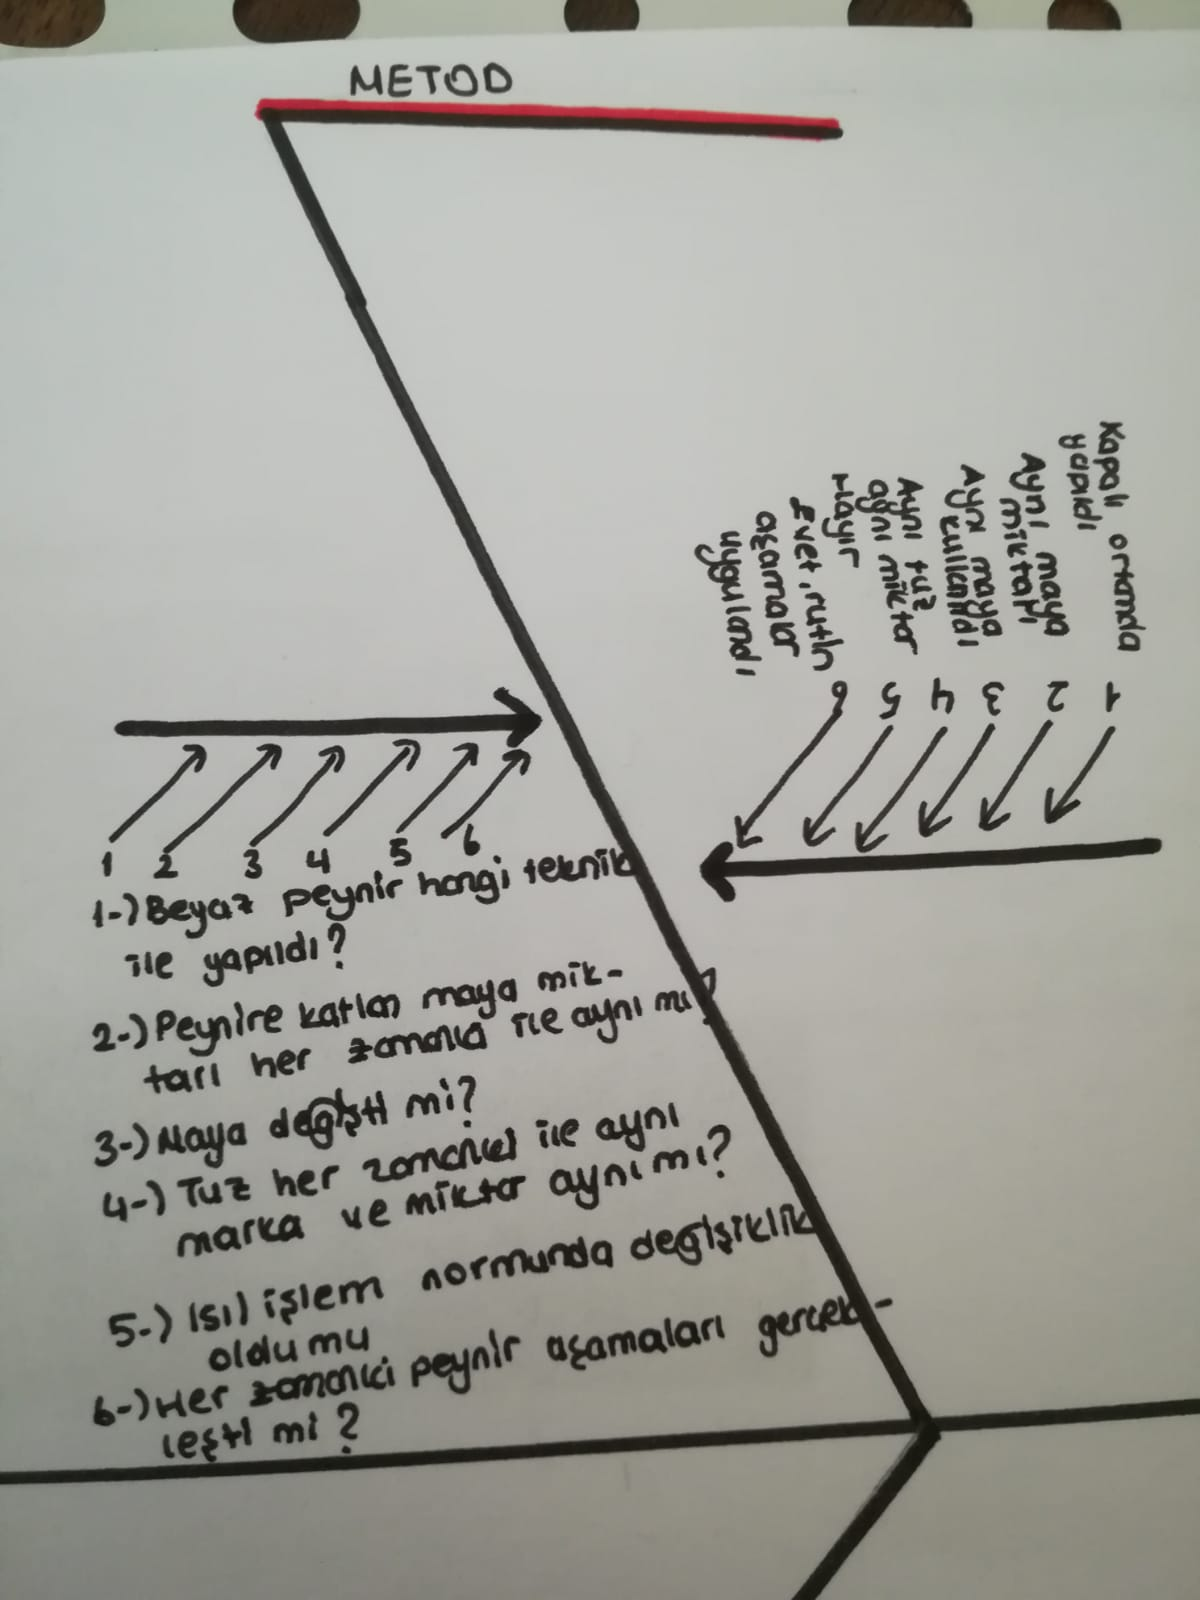 METOD
1 2 3 4 5 6
1-) Beyaz peynir hangi teknik
ile yapıldı?
2-) Peynire katlan maya mik-
tarı her zamanki ile aynı mı?
3-) Maya değişti mi?
4-) Tuz her zamanki ile aynı
marka ve miktar aynı mı?
5-) Isıl işlem normunda değişiklik
oldu mu
6-) Her zamanki peynir aşamaları gerçek-
leşti mi?
1 2 3 4 5 6
Kapalı ortamda
yapıldı
Aynı maya
miktarı
Aynı maya
kullanıldı
Aynı tuz
aynı miktar
Hayır
Evet, rutin
aşamalar
uygulandı